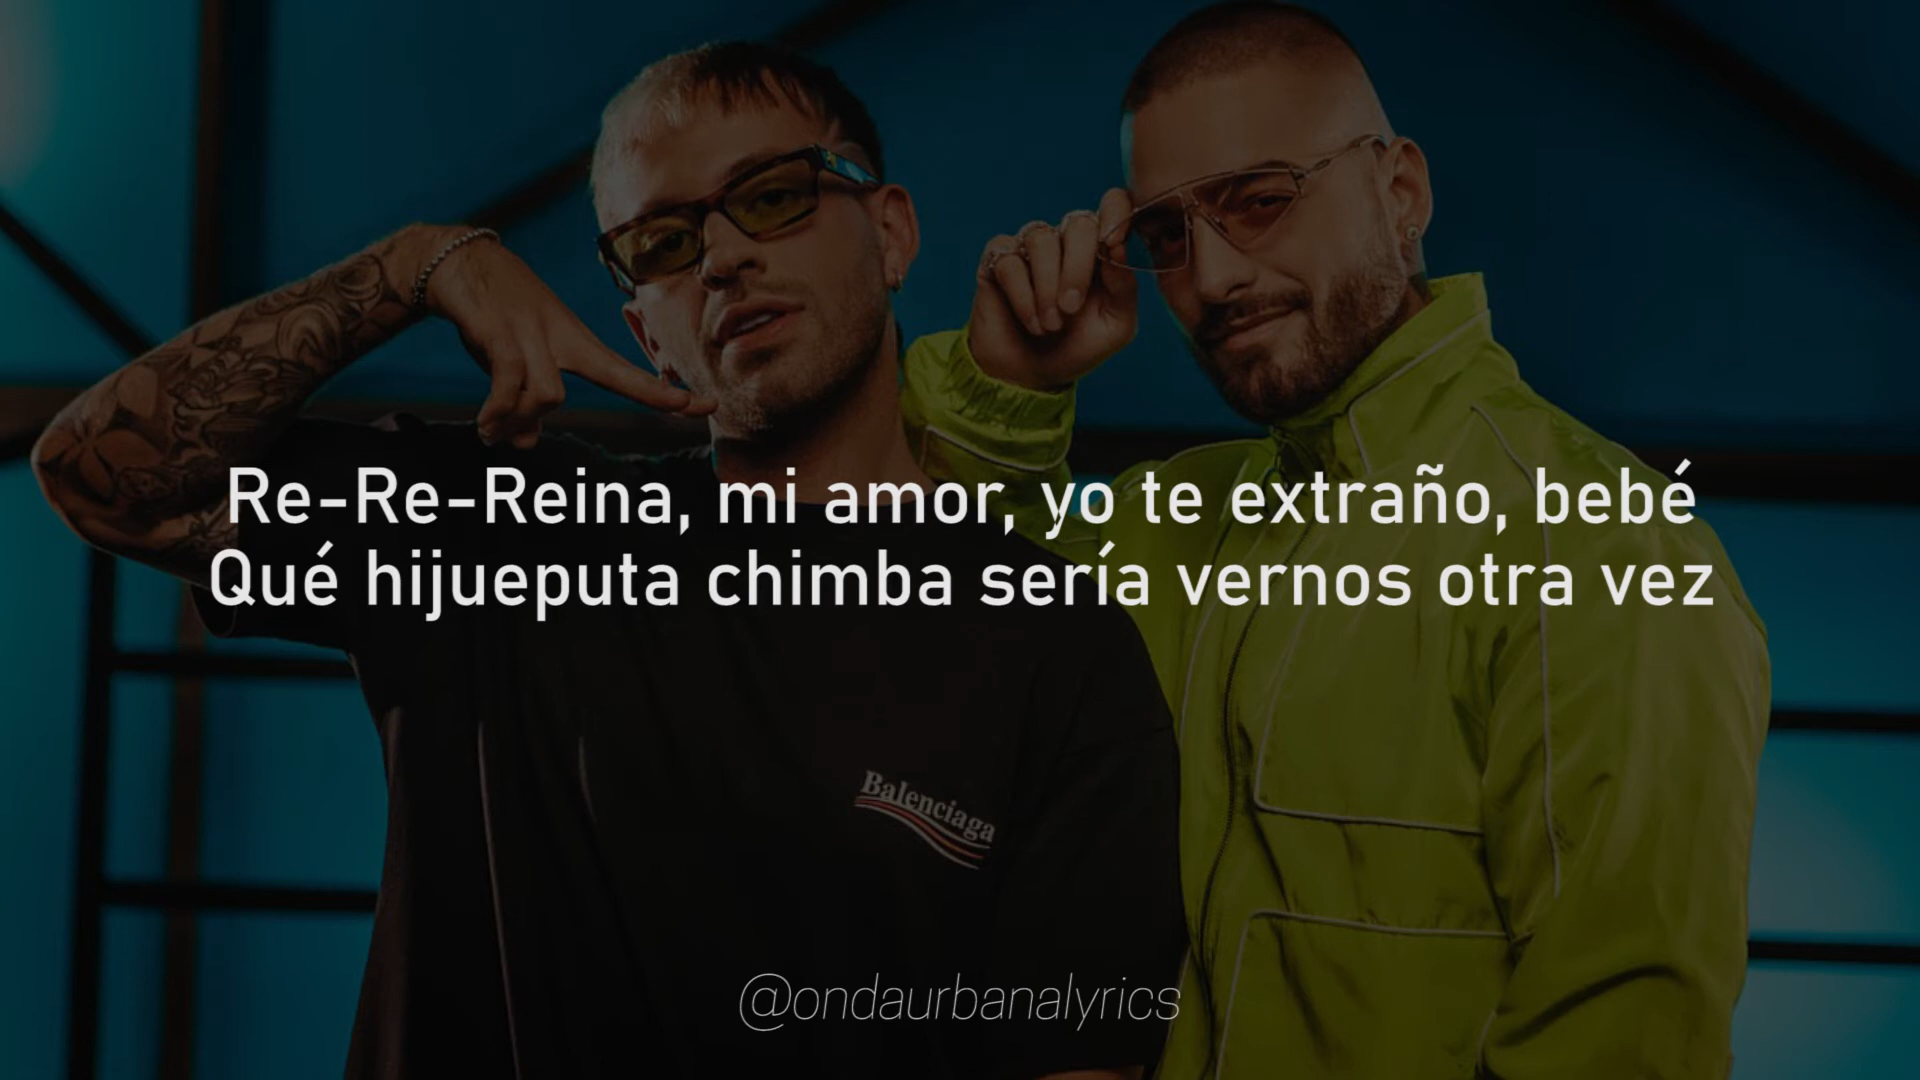 Re-Re-Reina, mi amor, yo te extraño, bebé
Qué hijueputa chimba sería vernos otra vez
Balenciaga
@ondaurbanalyrics